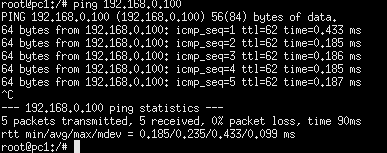 root@pc1:/# ping 192.168.0.100
PING 192.168.0.100 (192.168.0.100) 56(84) bytes of data.
64 bytes from 192.168.0.100: icmp_seq=1 ttl=62 time=0.433 ms
64 bytes from 192.168.0.100: icmp_seq=2 ttl=62 time=0.185 ms
64 bytes from 192.168.0.100: icmp_seq=3 ttl=62 time=0.186 ms
64 bytes from 192.168.0.100: icmp_seq=4 ttl=62 time=0.185 ms
64 bytes from 192.168.0.100: icmp_seq=5 ttl=62 time=0.187 ms
^C
--- 192.168.0.100 ping statistics ---
5 packets transmitted, 5 received, 0% packet loss, time 90ms
rtt min/avg/max/mdev = 0.185/0.235/0.433/0.099 ms
root@pc1:/#